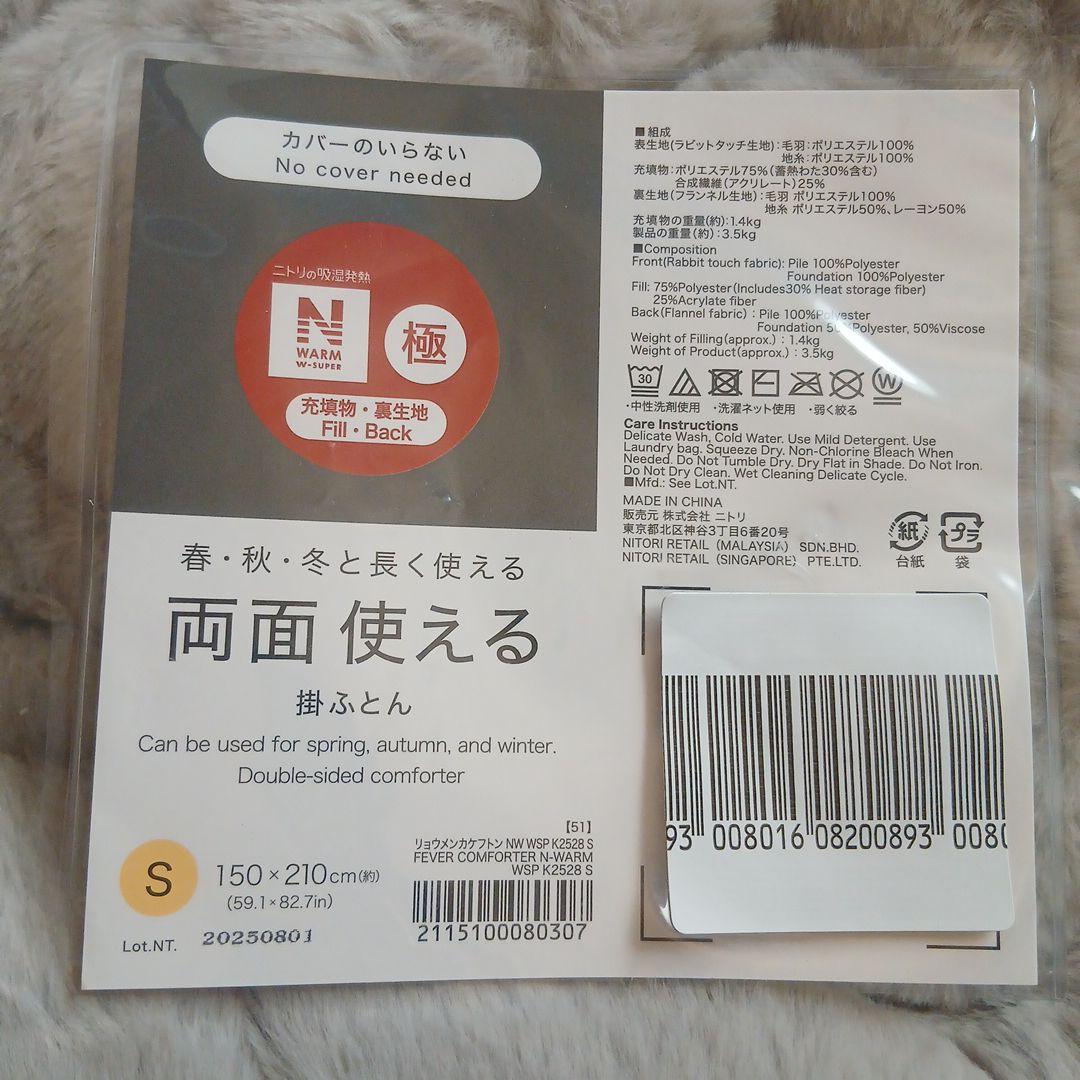 カバーのいらない
No cover needed
ニトリの吸湿発熱
N
WARM
W-SUPER
極
充填物・裏生地
Fill・Back
春・秋・冬と長く使える
両面 使える
掛ふとん
Can be used for spring, autumn, and winter.
Double-sided comforter
S
150×210cm(約)
(59.1×82.7in)
Lot.NT. 20250801
【51】
リョウメンカケフトン NW WSP K2528 S
FEVER COMFORTER N-WARM
WSP K2528 S
2115100080307
■組成
表生地(ラビットタッチ生地):毛羽:ポリエステル100%
地糸:ポリエステル100%
充填物:ポリエステル75%(蓄熱わた30%含む)
合成繊維(アクリレート)25%
裏生地(フランネル生地):毛羽 ポリエステル100%
地糸 ポリエステル50%、レーヨン50%
充填物の重量(約):1.4kg
製品の重量(約):3.5kg
■Composition
Front(Rabbit touch fabric): Pile 100%Polyester
Foundation 100%Polyester
Fill: 75%Polyester(Includes30% Heat storage fiber)
25%Acrylate fiber
Back(Flannel fabric) : Pile 100%Polyester
Foundation 50%Polyester, 50%Viscose
Weight of Filling(approx.) : 1.4kg
Weight of Product(approx.) : 3.5kg
30 W
・中性洗剤使用 ・洗濯ネット使用 ・弱く絞る
Care Instructions
Delicate Wash, Cold Water. Use Mild Detergent. Use
Laundry bag. Squeeze Dry. Non-Chlorine Bleach When
Needed. Do Not Tumble Dry. Dry Flat in Shade. Do Not Iron.
Do Not Dry Clean. Wet Cleaning Delicate Cycle.
■Mfd.: See Lot.NT.
MADE IN CHINA
販売元 株式会社 ニトリ
東京都北区神谷3丁目6番20号
NITORI RETAIL (MALAYSIA) SDN.BHD.
NITORI RETAIL (SINGAPORE) PTE.LTD.
紙 プラ
台紙 袋
93 008016 08200893 0080